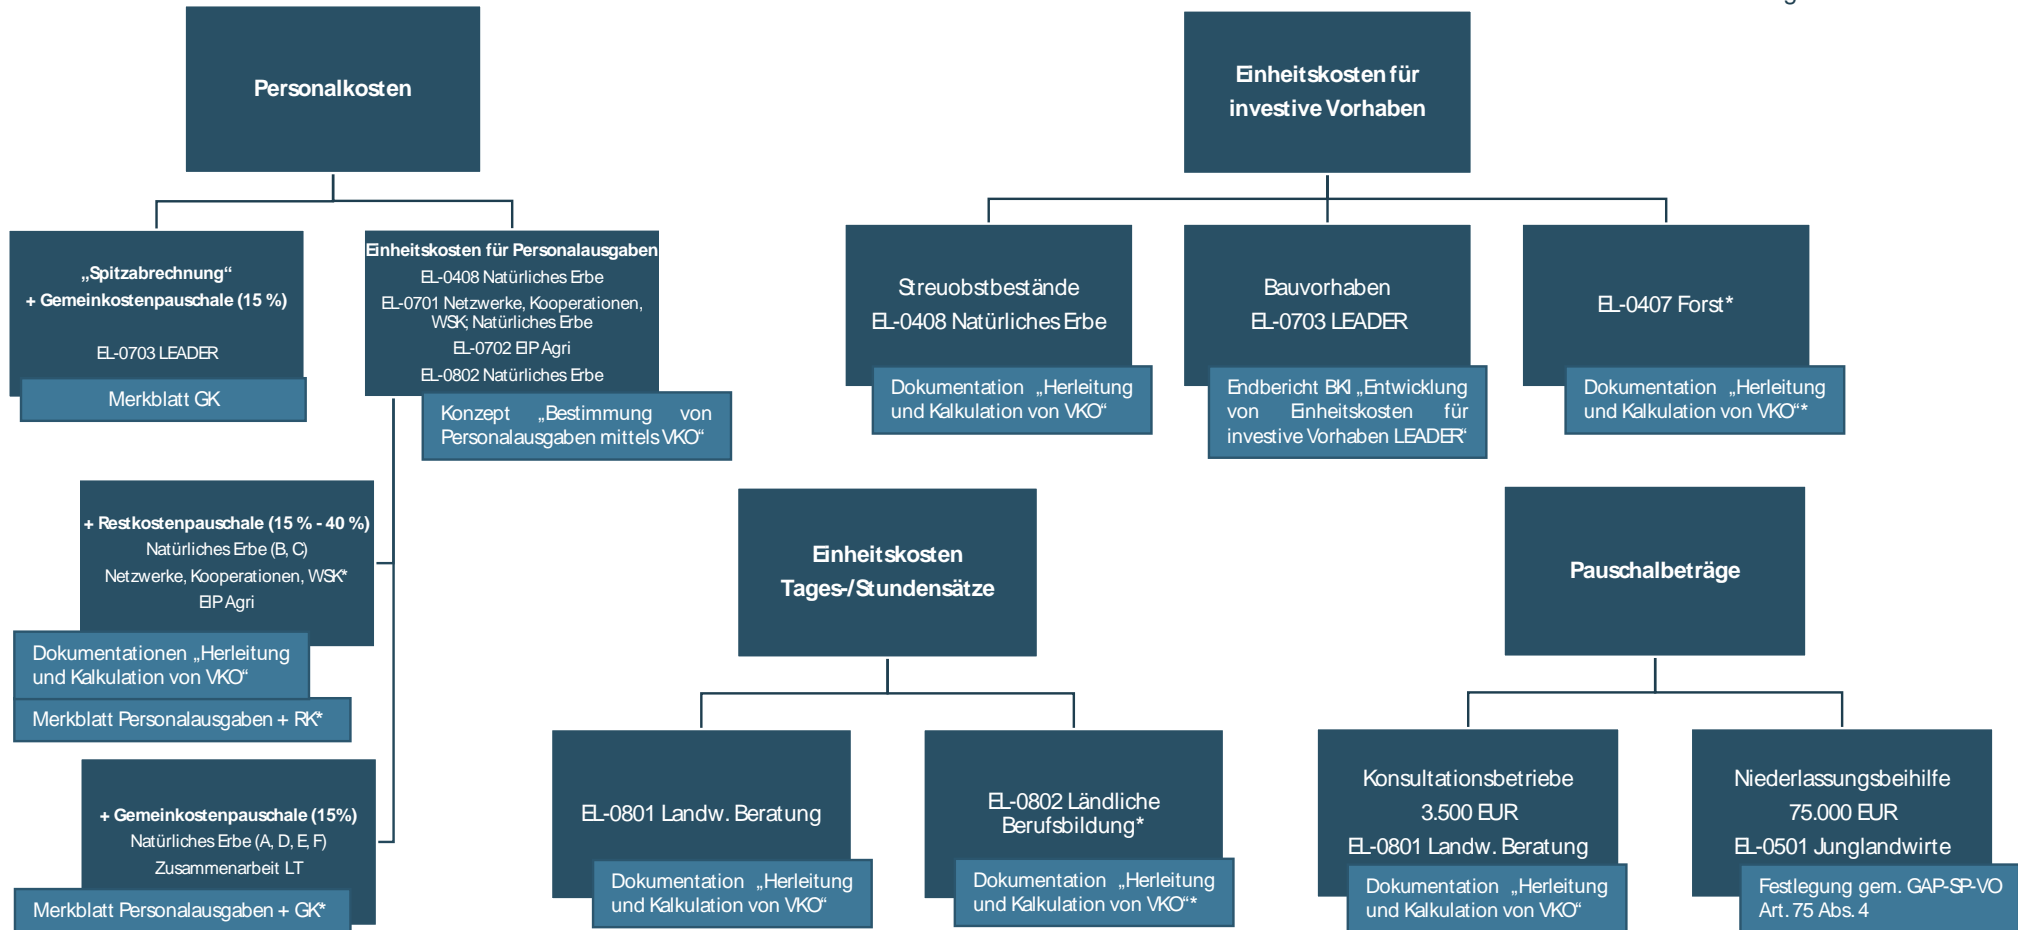 Personalkosten
„Spitzabrechnung“
+ Gemeinkostenpauschale (15 %)
EL-0703 LEADER
Merkblatt GK
Einheitskosten für Personalausgaben
EL-0408 Natürliches Erbe
EL-0701 Netzwerke, Kooperationen,
WSK; Natürliches Erbe
EL-0702 EIP Agri
EL-0802 Natürliches Erbe
Konzept „Bestimmung von
Personalausgaben mittels VKO“
+ Restkostenpauschale (15 % - 40 %)
Natürliches Erbe (B, C)
Netzwerke, Kooperationen, WSK*
EIP Agri
Dokumentationen „Herleitung
und Kalkulation von VKO“
Merkblatt Personalausgaben + RK*
+ Gemeinkostenpauschale (15%)
Natürliches Erbe (A, D, E, F)
Zusammenarbeit LT
Merkblatt Personalausgaben + GK*
Einheitskosten für
investive Vorhaben
Streuobstbestände
EL-0408 Natürliches Erbe
Dokumentation „Herleitung
und Kalkulation von VKO“
Bauvorhaben
EL-0703 LEADER
Endbericht BKI „Entwicklung
von Einheitskosten für
investive Vorhaben LEADER“
EL-0407 Forst*
Dokumentation „Herleitung
und Kalkulation von VKO“*
Einheitskosten
Tages-/Stundensätze
EL-0801 Landw. Beratung
Dokumentation „Herleitung
und Kalkulation von VKO“
EL-0802 Ländliche
Berufsbildung*
Dokumentation „Herleitung
und Kalkulation von VKO“*
Pauschalbeträge
Konsultationsbetriebe
3.500 EUR
EL-0801 Landw. Beratung
Dokumentation „Herleitung
und Kalkulation von VKO“
Niederlassungsbeihilfe
75.000 EUR
EL-0501 Junglandwirte
Festlegung gem. GAP-SP-VO
Art. 75 Abs. 4